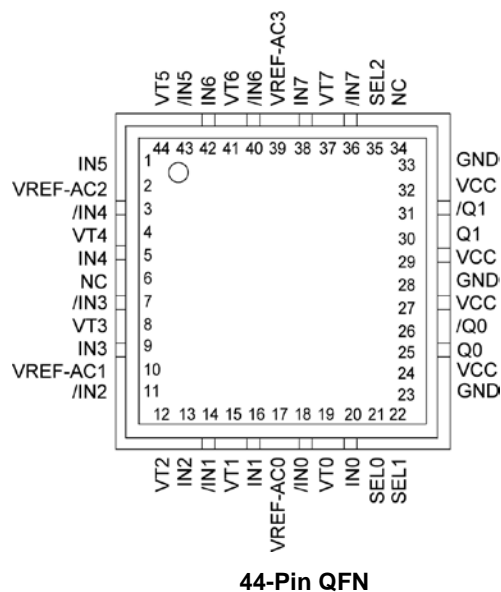 VT5 /IN5 IN6 VT6 /IN6 VREF-AC3 IN7 VT7 /IN7 SEL2 NC
44 43 42 41 40 39 38 37 36 35 34
IN5 1
VREF-AC2 2
/IN4 3
VT4 4
IN4 5
NC 6
/IN3 7
VT3 8
IN3 9
VREF-AC1 10
/IN2 11
33 GND
32 VCC
31 /Q1
30 Q1
29 VCC
28 GND
27 VCC
26 /Q0
25 Q0
24 VCC
23 GND
12 13 14 15 16 17 18 19 20 21 22
VT2 IN2 /IN1 VT1 IN1 VREF-AC0 /IN0 VT0 IN0 SEL0 SEL1
44-Pin QFN